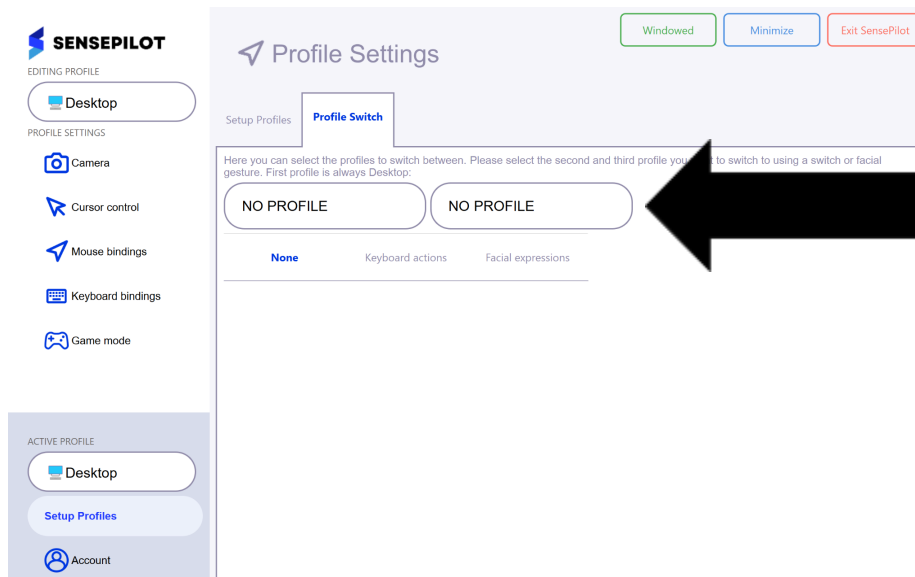 SENSEPILOT
EDITING PROFILE
Desktop
PROFILE SETTINGS
Camera
Cursor control
Mouse bindings
Keyboard bindings
Game mode
ACTIVE PROFILE
Desktop
Setup Profiles
Account
Profile Settings
Windowed
Minimize
Exit SensePilot
Setup Profiles
Profile Switch
Here you can select the profiles to switch between. Please select the second and third profile you t to switch to using a switch or facial
gesture. First profile is always Desktop:
NO PROFILE
NO PROFILE
None
Keyboard actions
Facial expressions